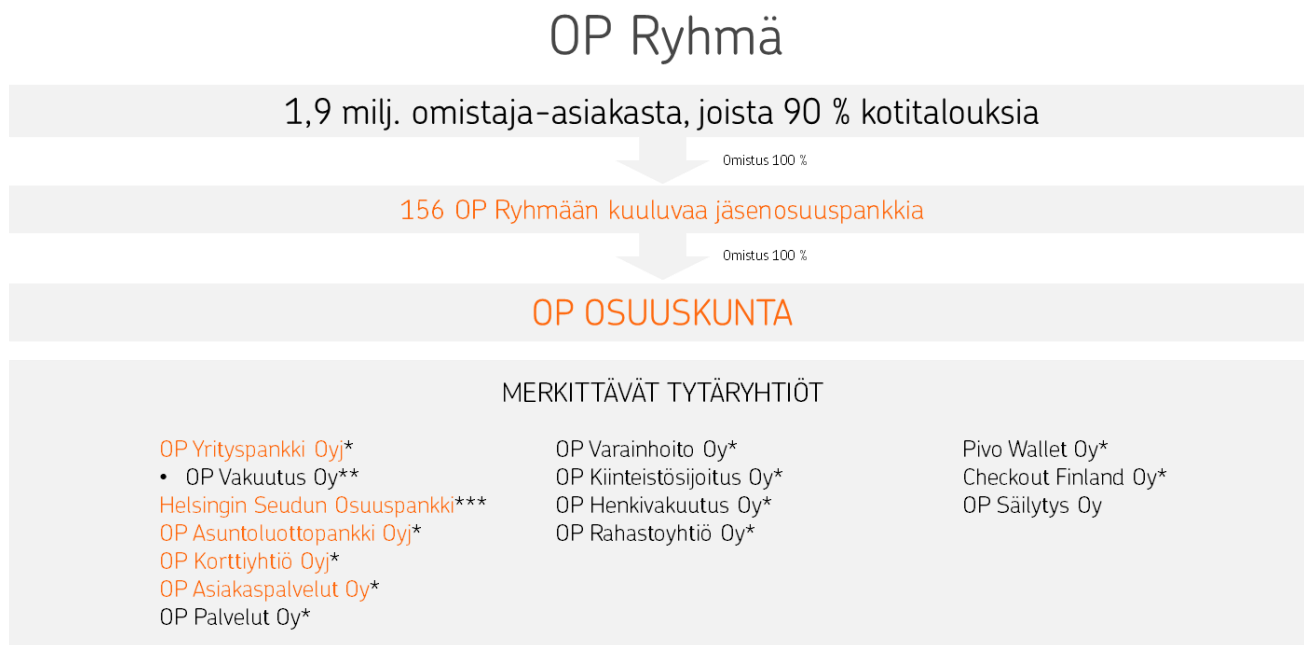 OP Ryhmä
1,9 milj. omistaja-asiakasta, joista 90 % kotitalouksia
Omistus 100 %
156 OP Ryhmään kuuluvaa jäsenosuuspankkia
Omistus 100 %
OP OSUUSKUNTA
MERKITTÄVÄT TYTÄRYHTIÖT
OP Yrityspankki Oyj*
• OP Vakuutus Oy**
Helsingin Seudun Osuuspankki***
OP Asuntoluottopankki Oyj*
OP Korttiyhtiö Oyj*
OP Asiakaspalvelut Oy*
OP Palvelut Oy*
OP Varainhoito Oy*
OP Kiinteistösijoitus Oy*
OP Henkivakuutus Oy*
OP Rahastoyhtiö Oy*
Pivo Wallet Oy*
Checkout Finland Oy*
OP Säilytys Oy